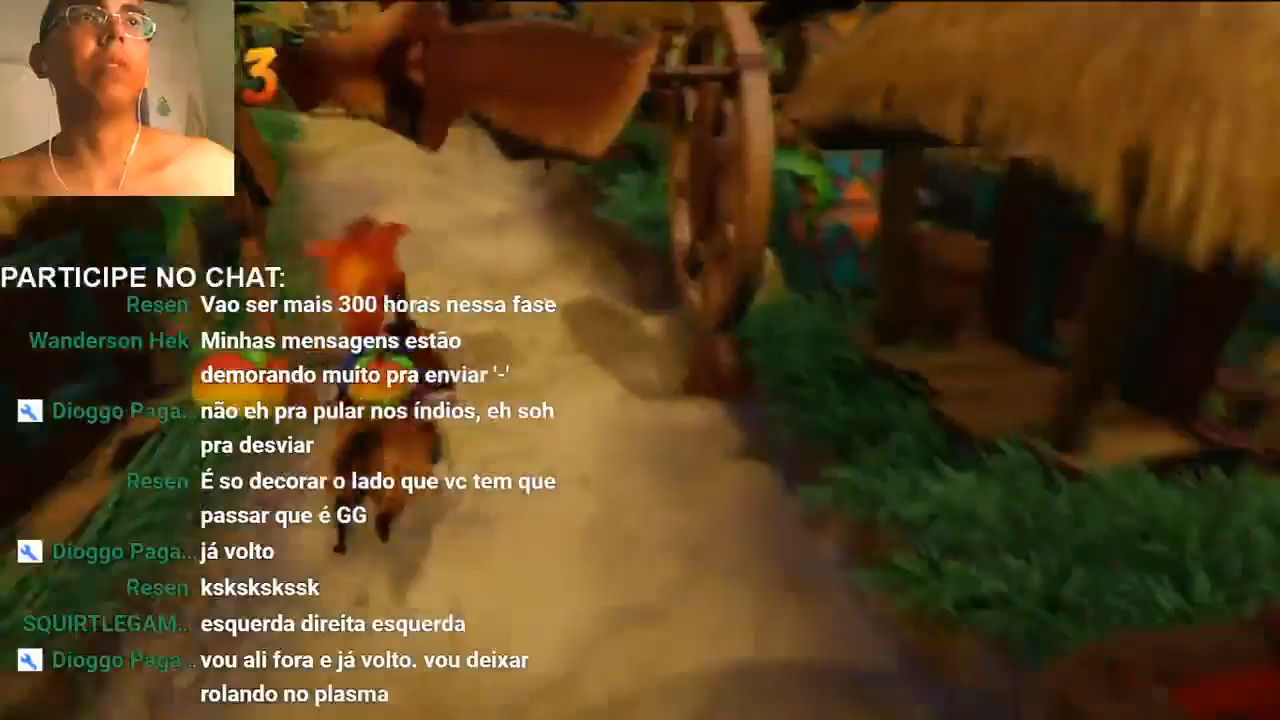 3
PARTICIPE NO CHAT:
Resen Vao ser mais 300 horas nessa fase
Wanderson Hek Minhas mensagens estão
demorando muito pra enviar '-'
Dioggo Paga... não eh pra pular nos índios, eh soh
pra desviar
Resen É so decorar o lado que vc tem que
passar que é GG
Dioggo Paga... já volto
Resen kskskskssk
SQUIRTLEGAM... esquerda direita esquerda
Dioggo Paga... vou ali fora e já volto. vou deixar
rolando no plasma